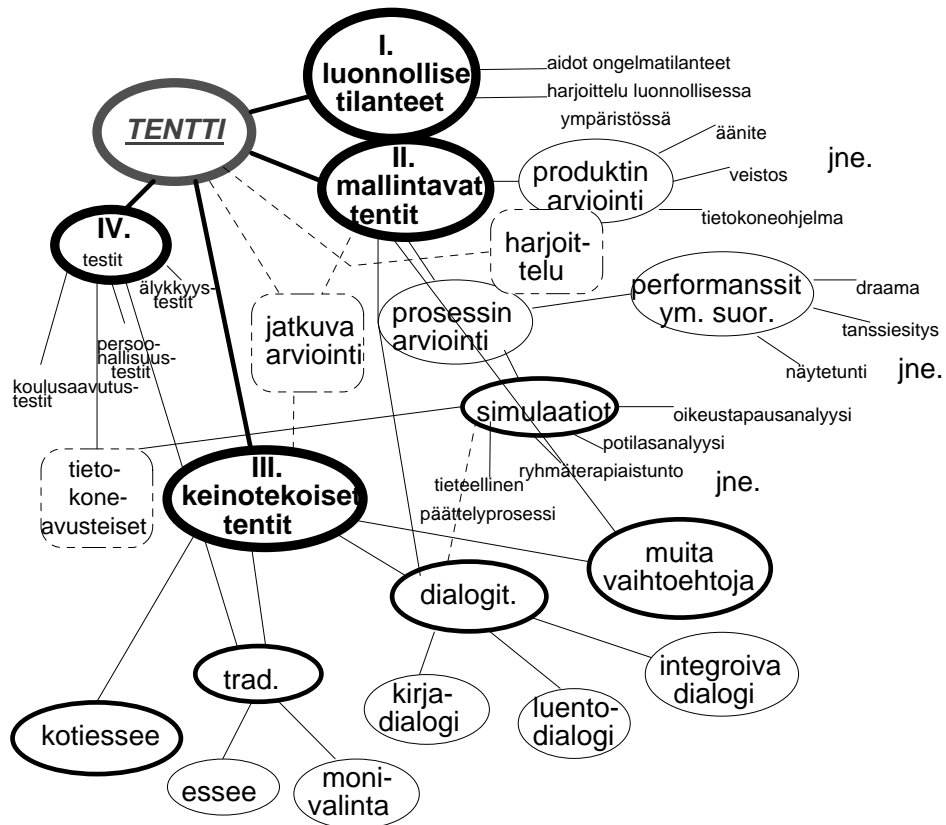 I.
luonnollise
tilanteet
aidot ongelmatilanteet
harjoittelu luonnollisessa
ympäristössä
TENTTI
II.
mallintavat
tentit
produktin
arviointi
äänite
veistos
jne.
tietokoneohjelma
IV.
testit
älykkyys-
testit
persoo-
nallisuus-
testit
koulusaavutus-
testit
harjoit-
telu
jatkuva
arviointi
prosessin
arviointi
performanssit
ym. suor.
draama
tanssiesitys
näytetunti
jne.
simulaatiot
oikeustapausanalyysi
potilasanalyysi
ryhmäterapiaistunto
tieteellinen
päättelyprosessi
jne.
tieto-
kone-
avusteiset
III.
keinotekoiset
tentit
muita
vaihtoehtoja
dialogit.
kirja-
dialogi
luento-
dialogi
integroiva
dialogi
trad.
kotiessee
essee
moni-
valinta